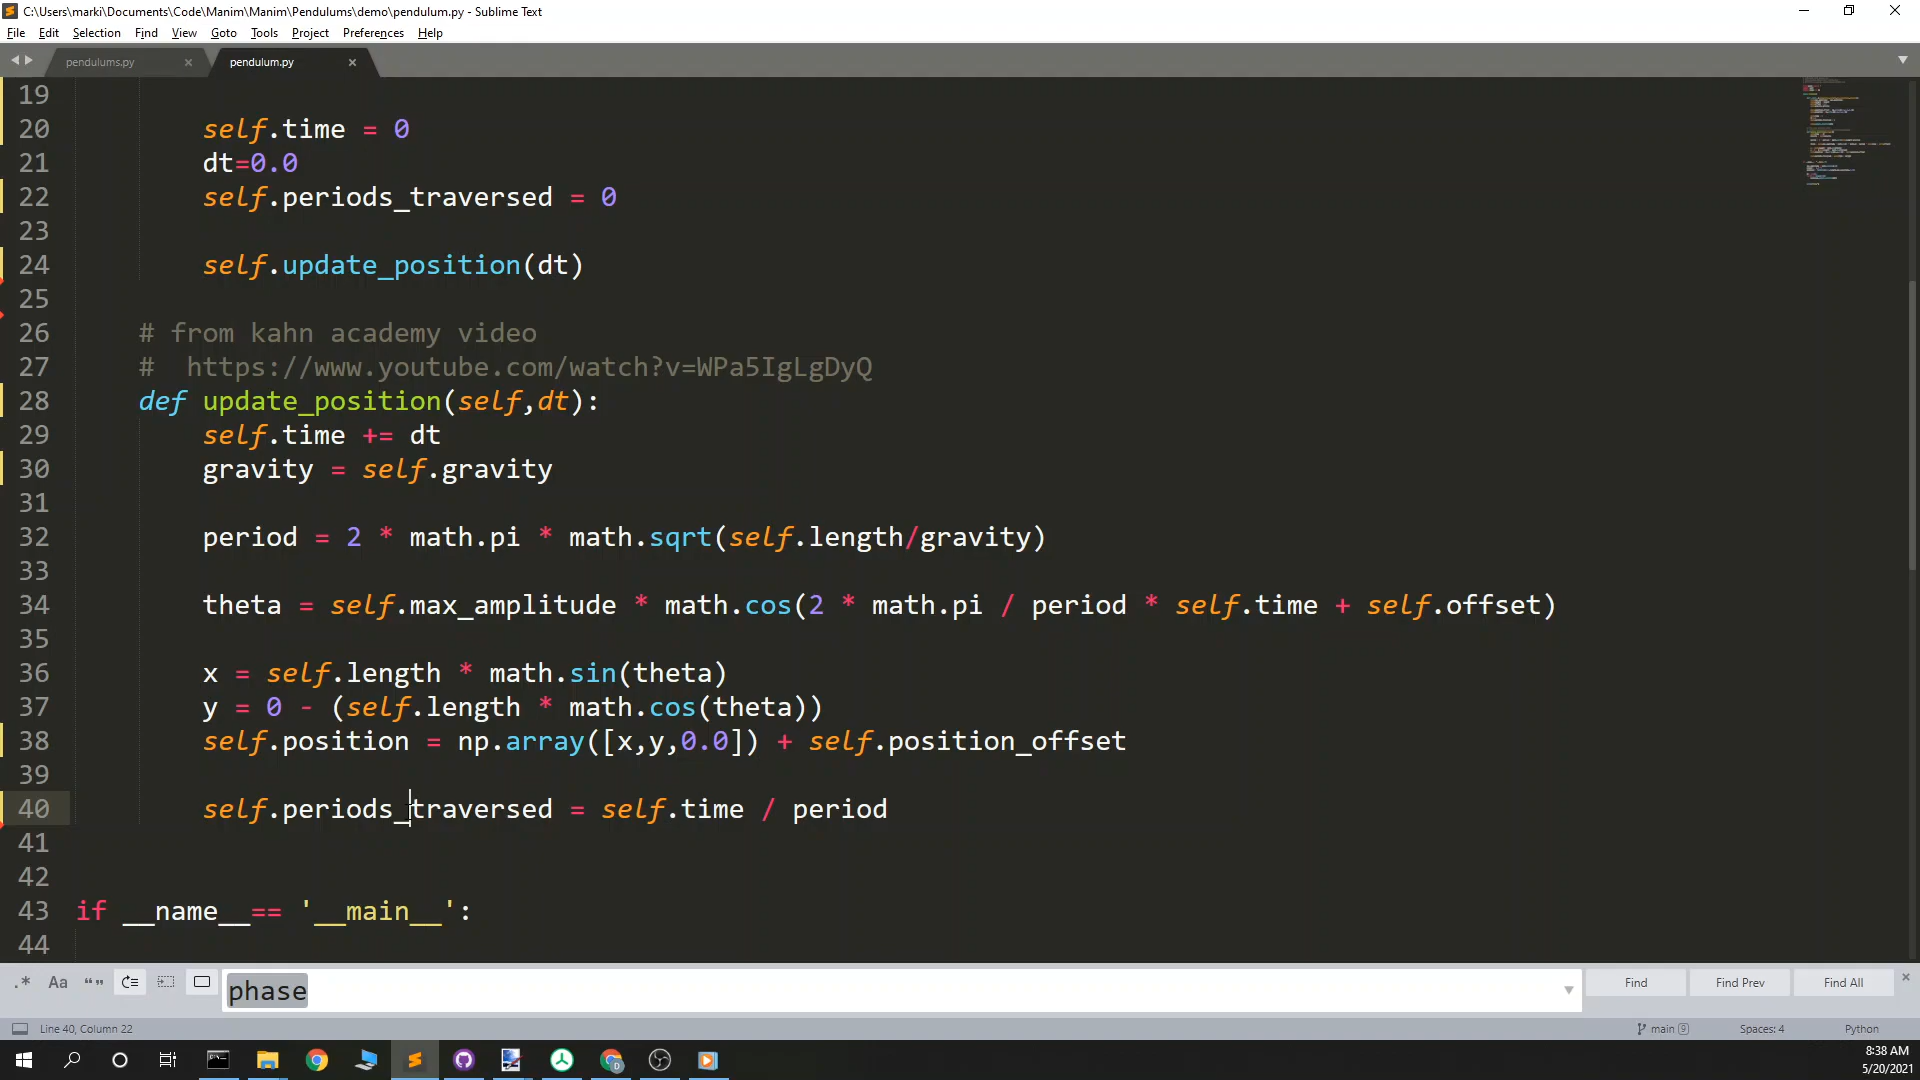 C:\Users\marki\Documents\Code\Manim\Manim\Pendulums\demo\pendulum.py - Sublime Text
File Edit Selection Find View Goto Tools Project Preferences Help
pendulums.py × pendulum.py ×
19
20 self.time = 0
21 dt=0.0
22 self.periods_traversed = 0
23
24 self.update_position(dt)
25
26 # from kahn academy video
27 #  https://www.youtube.com/watch?v=WPa5IgLgDyQ
28 def update_position(self,dt):
29 self.time += dt
30 gravity = self.gravity
31
32 period = 2 * math.pi * math.sqrt(self.length/gravity)
33
34 theta = self.max_amplitude * math.cos(2 * math.pi / period * self.time + self.offset)
35
36 x = self.length * math.sin(theta)
37 y = 0 - (self.length * math.cos(theta))
38 self.position = np.array([x,y,0.0]) + self.position_offset
39
40 self.periods_traversed = self.time / period
41
42
43 if __name__== '__main__':
44
.* Aa “” phase Find Find Prev Find All ×
Line 40, Column 22 main 9 Spaces: 4 Python
8:38 AM
5/20/2021